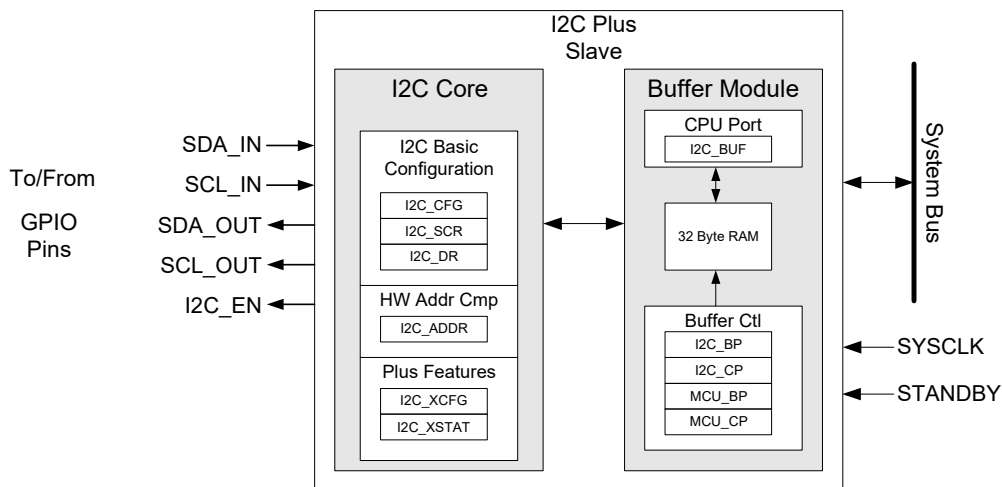 I2C Plus
Slave
I2C Core
I2C Basic
Configuration
I2C_CFG
I2C_SCR
I2C_DR
HW Addr Cmp
I2C_ADDR
Plus Features
I2C_XCFG
I2C_XSTAT
Buffer Module
CPU Port
I2C_BUF
32 Byte RAM
Buffer Ctl
I2C_BP
I2C_CP
MCU_BP
MCU_CP
To/From
GPIO
Pins
SDA_IN
SCL_IN
SDA_OUT
SCL_OUT
I2C_EN
System Bus
SYSCLK
STANDBY